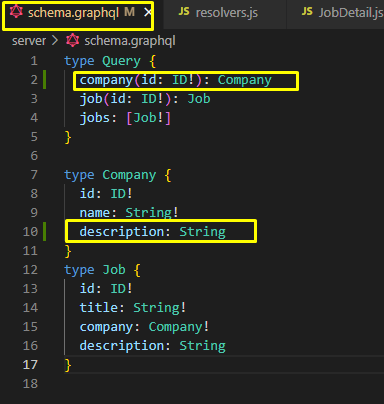 schema.graphql M × resolvers.js JobDetail.js
server > schema.graphql
1 type Query {
2 company(id: ID!): Company
3 job(id: ID!): Job
4 jobs: [Job!]
5 }
6
7 type Company {
8 id: ID!
9 name: String!
10 description: String
11 }
12 type Job {
13 id: ID!
14 title: String!
15 company: Company!
16 description: String
17 }
18